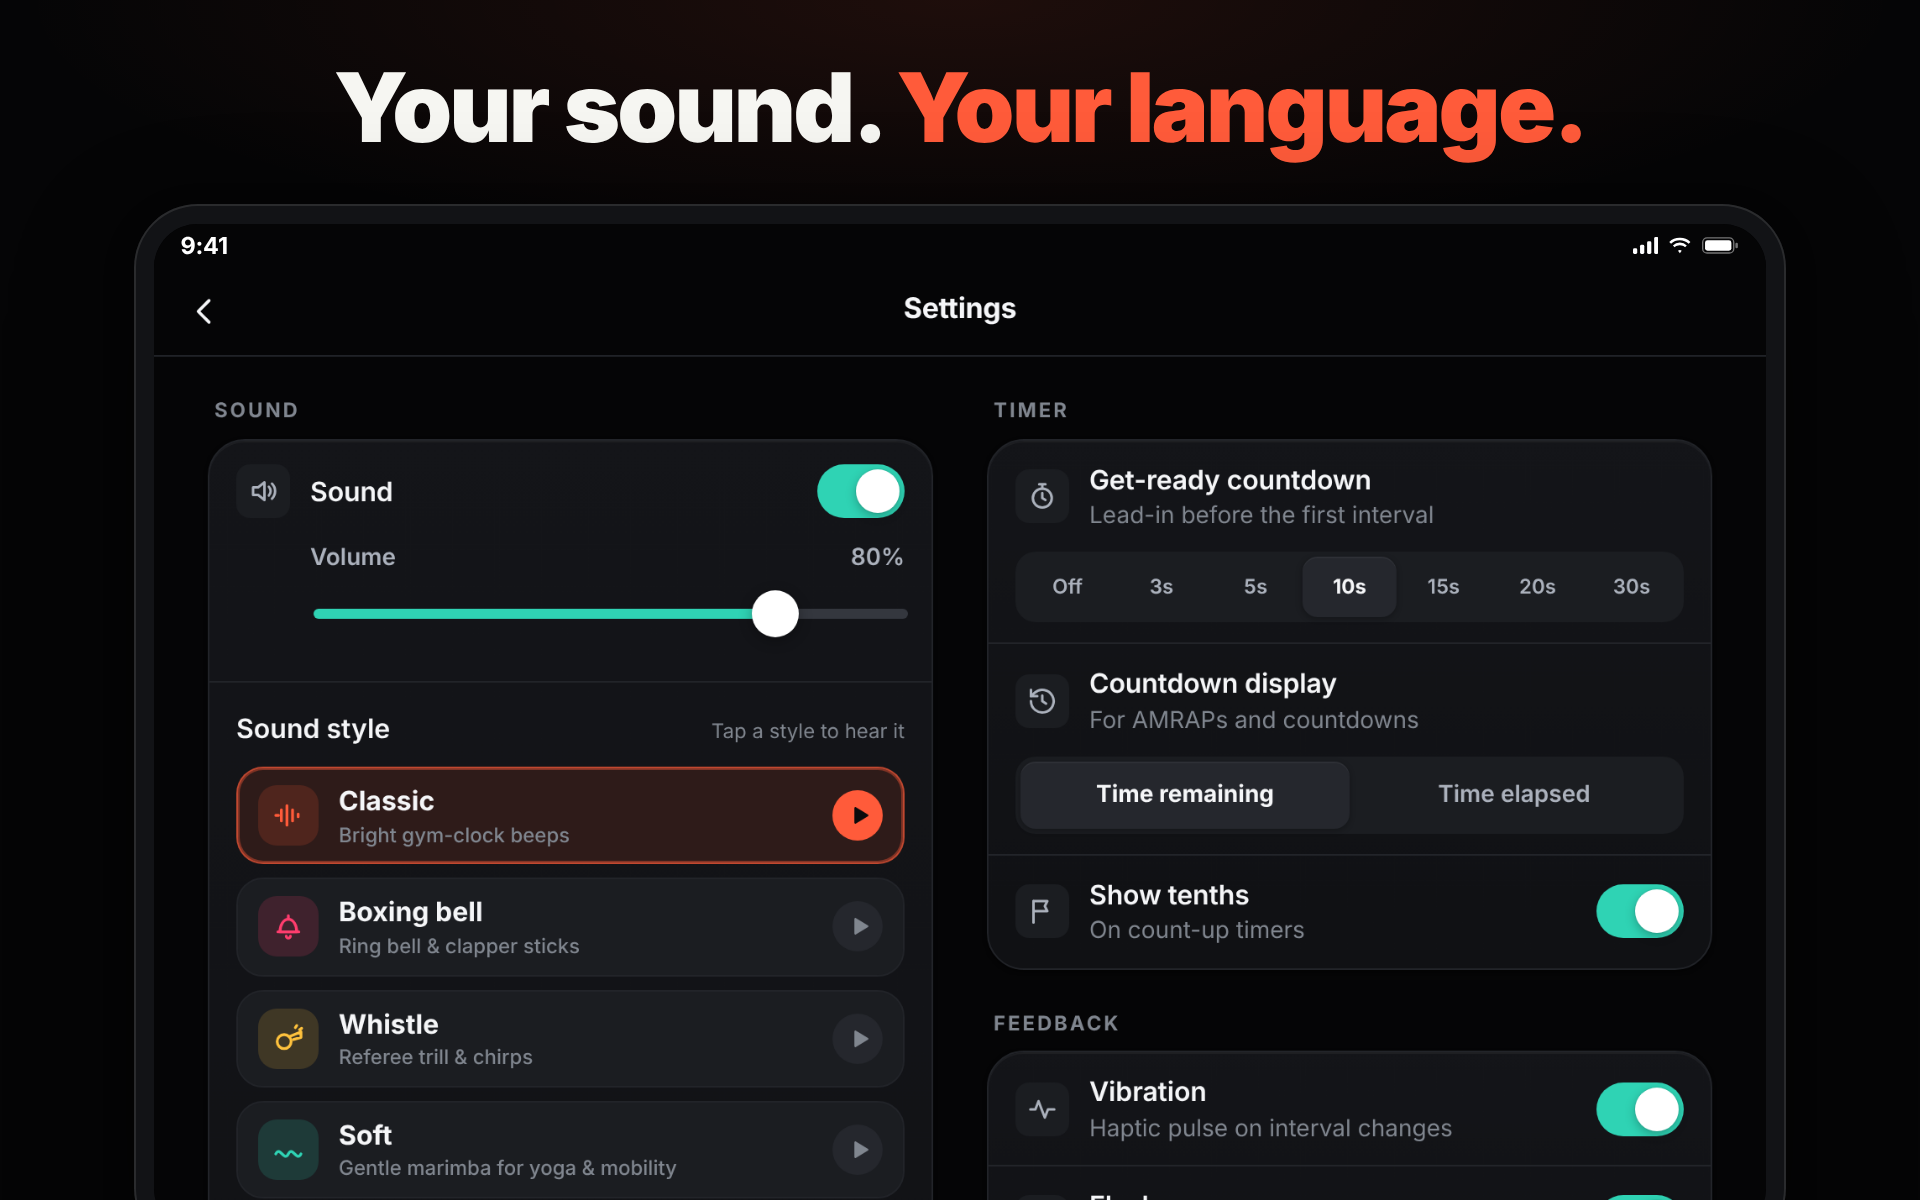 Your sound. Your language.
9:41
Settings
SOUND
Sound
Volume
80%
Sound style
Tap a style to hear it
Classic
Bright gym-clock beeps
Boxing bell
Ring bell & clapper sticks
Whistle
Referee trill & chirps
Soft
Gentle marimba for yoga & mobility
TIMER
Get-ready countdown
Lead-in before the first interval
Off 3s 5s 10s 15s 20s 30s
Countdown display
For AMRAPs and countdowns
Time remaining Time elapsed
Show tenths
On count-up timers
FEEDBACK
Vibration
Haptic pulse on interval changes